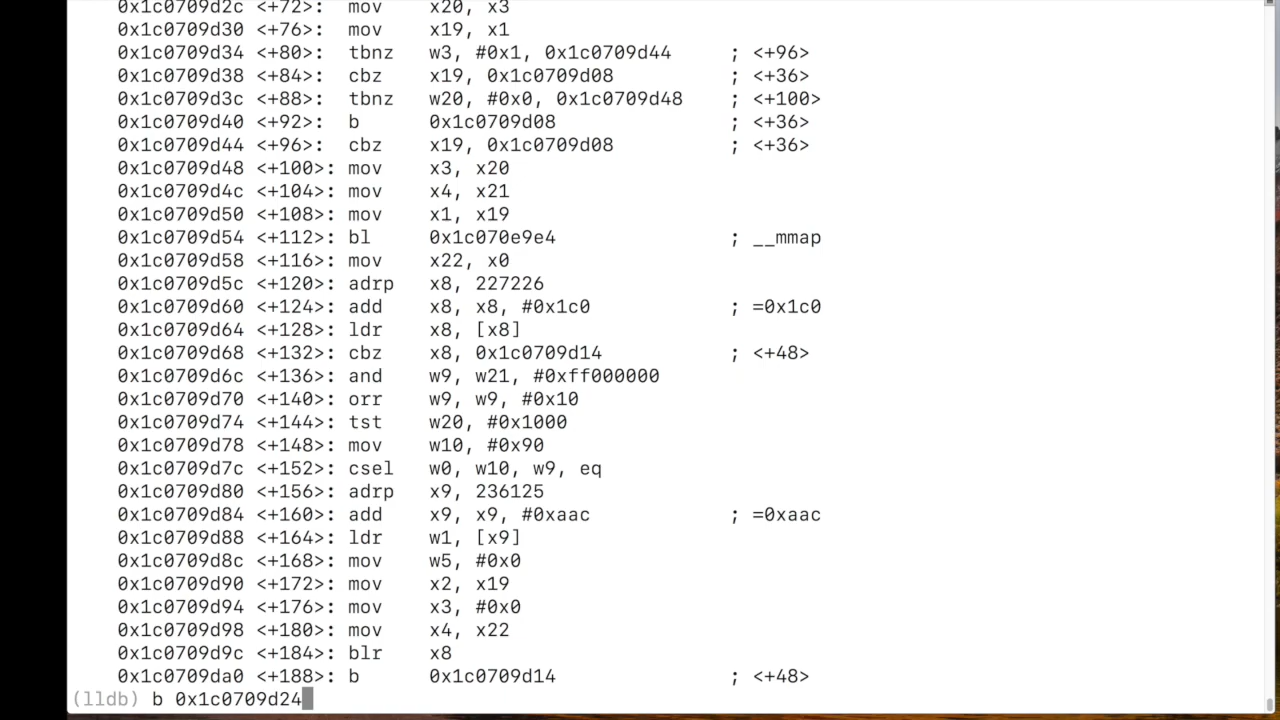 0x1c0709d2c <+72>: mov x20, x3
0x1c0709d30 <+76>: mov x19, x1
0x1c0709d34 <+80>: tbnz w3, #0x1, 0x1c0709d44 ; <+96>
0x1c0709d38 <+84>: cbz x19, 0x1c0709d08 ; <+36>
0x1c0709d3c <+88>: tbnz w20, #0x0, 0x1c0709d48 ; <+100>
0x1c0709d40 <+92>: b 0x1c0709d08 ; <+36>
0x1c0709d44 <+96>: cbz x19, 0x1c0709d08 ; <+36>
0x1c0709d48 <+100>: mov x3, x20
0x1c0709d4c <+104>: mov x4, x21
0x1c0709d50 <+108>: mov x1, x19
0x1c0709d54 <+112>: bl 0x1c070e9e4 ; __mmap
0x1c0709d58 <+116>: mov x22, x0
0x1c0709d5c <+120>: adrp x8, 227226
0x1c0709d60 <+124>: add x8, x8, #0x1c0 ; =0x1c0
0x1c0709d64 <+128>: ldr x8, [x8]
0x1c0709d68 <+132>: cbz x8, 0x1c0709d14 ; <+48>
0x1c0709d6c <+136>: and w9, w21, #0xff000000
0x1c0709d70 <+140>: orr w9, w9, #0x10
0x1c0709d74 <+144>: tst w20, #0x1000
0x1c0709d78 <+148>: mov w10, #0x90
0x1c0709d7c <+152>: csel w0, w10, w9, eq
0x1c0709d80 <+156>: adrp x9, 236125
0x1c0709d84 <+160>: add x9, x9, #0xaac ; =0xaac
0x1c0709d88 <+164>: ldr w1, [x9]
0x1c0709d8c <+168>: mov w5, #0x0
0x1c0709d90 <+172>: mov x2, x19
0x1c0709d94 <+176>: mov x3, #0x0
0x1c0709d98 <+180>: mov x4, x22
0x1c0709d9c <+184>: blr x8
0x1c0709da0 <+188>: b 0x1c0709d14 ; <+48>
(lldb) b 0x1c0709d24